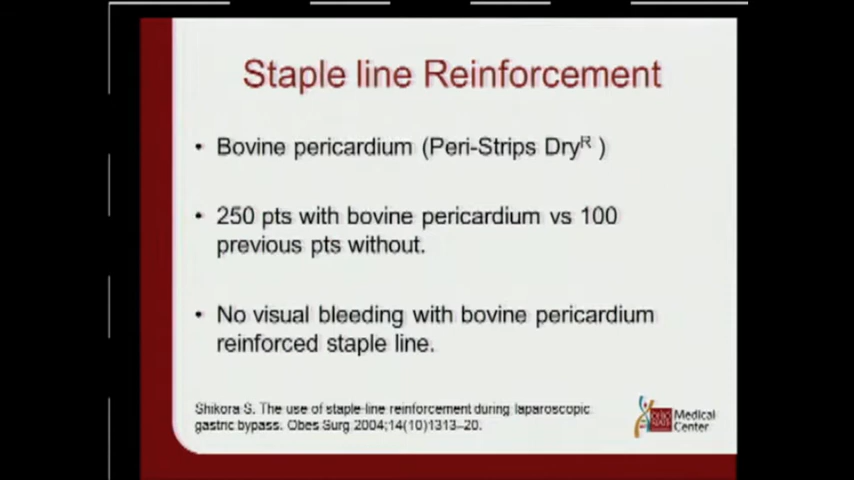 Staple line Reinforcement
• Bovine pericardium (Peri-Strips Dryᴿ )
• 250 pts with bovine pericardium vs 100
previous pts without.
• No visual bleeding with bovine pericardium
reinforced staple line.
Shikora S. The use of staple-line reinforcement during laparoscopic
gastric bypass. Obes Surg 2004;14(10)1313–20.
Medical
Center